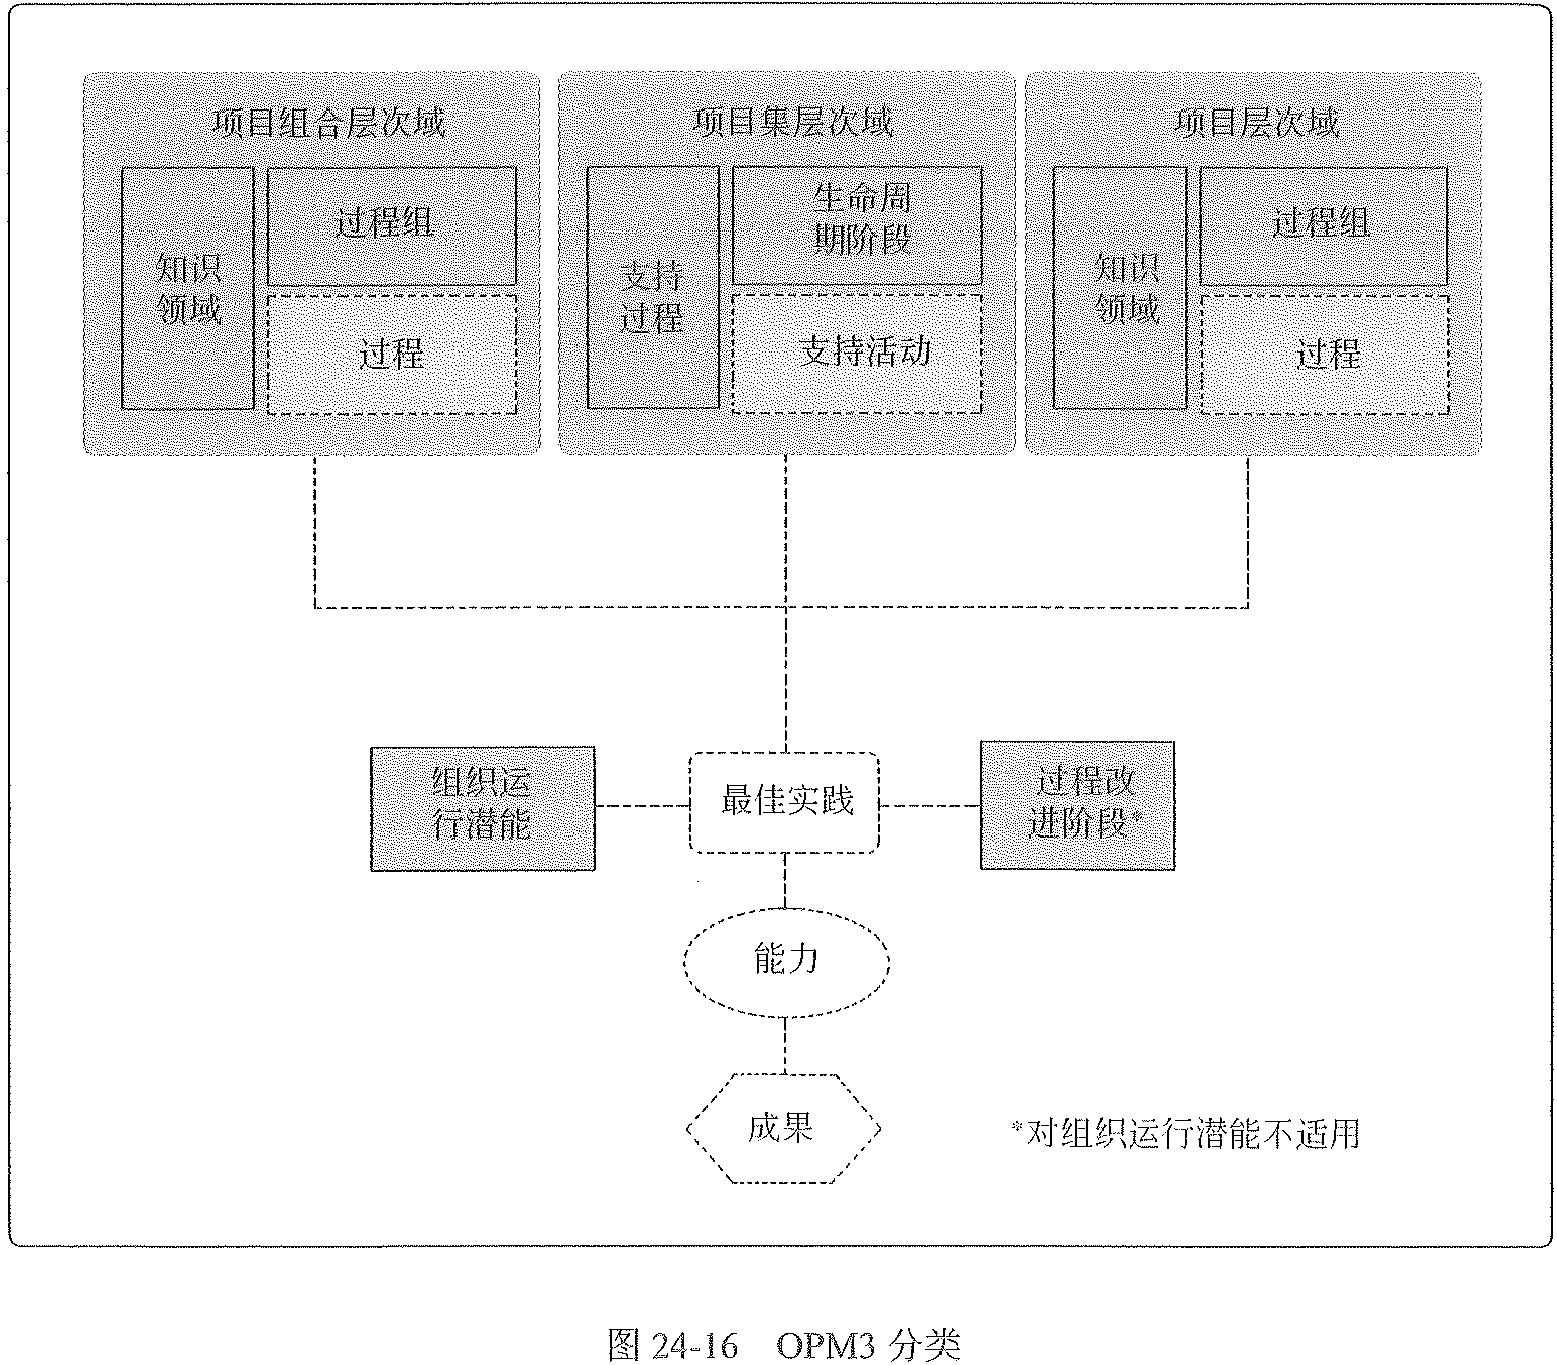 项目组合层次域
知识
领域
过程组
过程
项目集层次域
支持
过程
生命周
期阶段
支持活动
项目层次域
知识
领域
过程组
过程
组织运
行潜能
最佳实践
过程改
进阶段*
能力
成果
*对组织运行潜能不适用
图 24-16 OPM3 分类